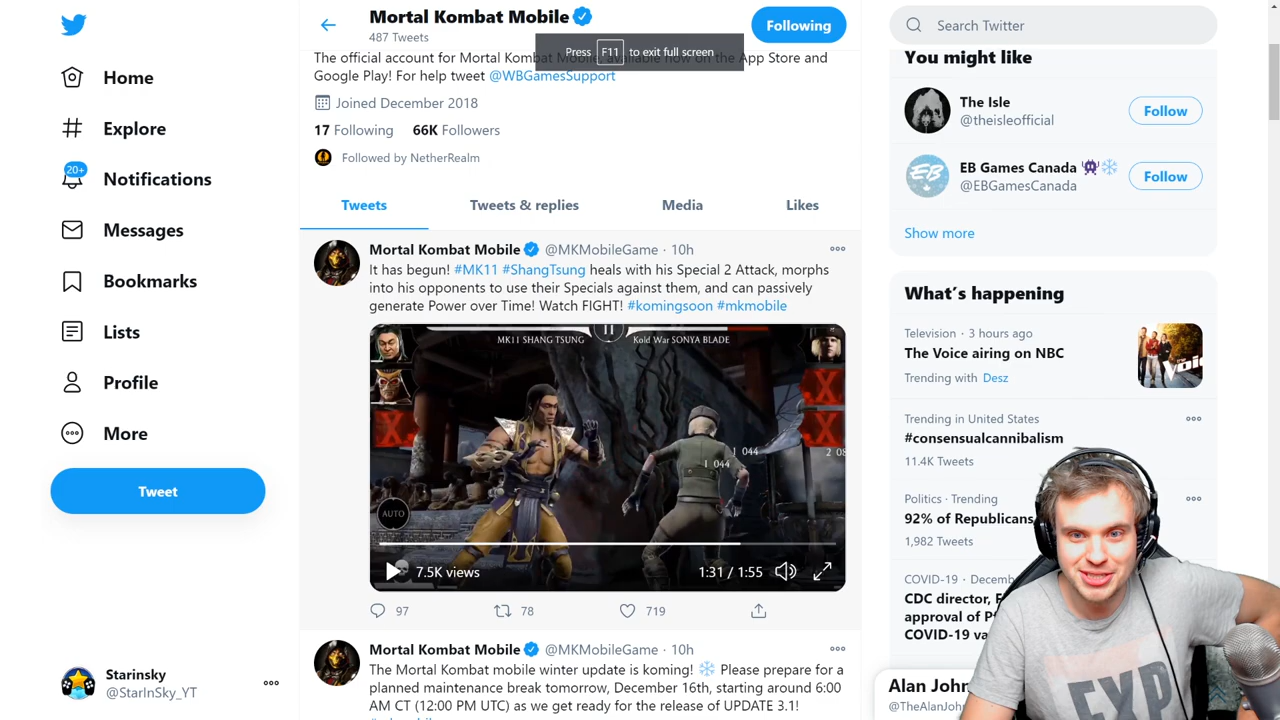 Home
Explore
20+
Notifications
Messages
Bookmarks
Lists
Profile
More
Tweet
Starinsky
@StarInSky_YT
Mortal Kombat Mobile
487 Tweets
Following
Press F11 to exit full screen
The official account for Mortal Kombat Mobile, available now on the App Store and
Google Play! For help tweet @WBGamesSupport
Joined December 2018
17 Following 66K Followers
Followed by NetherRealm
Tweets
Tweets & replies
Media
Likes
Mortal Kombat Mobile @MKMobileGame · 10h
It has begun! #MK11 #ShangTsung heals with his Special 2 Attack, morphs
into his opponents to use their Specials against them, and can passively
generate Power over Time! Watch FIGHT! #komingsoon #mkmobile
MK11 SHANG TSUNG
Kold War SONYA BLADE
1 044
1 044
AUTO
7.5K views
1:31 / 1:55
97
78
719
Mortal Kombat Mobile @MKMobileGame · 10h
The Mortal Kombat mobile winter update is koming! ❄️ Please prepare for a
planned maintenance break tomorrow, December 16th, starting around 6:00
AM CT (12:00 PM UTC) as we get ready for the release of UPDATE 3.1!
Search Twitter
You might like
The Isle
@theisleofficial
Follow
EB Games Canada 👾❄️
@EBGamesCanada
Follow
Show more
What's happening
Television · 3 hours ago
The Voice airing on NBC
Trending with Desz
Trending in United States
#consensualcannibalism
11.4K Tweets
Politics · Trending
92% of Republicans
1,982 Tweets
COVID-19 · Decem
CDC director, F
approval of Pf
COVID-19 va
Alan John
@TheAlanJoh